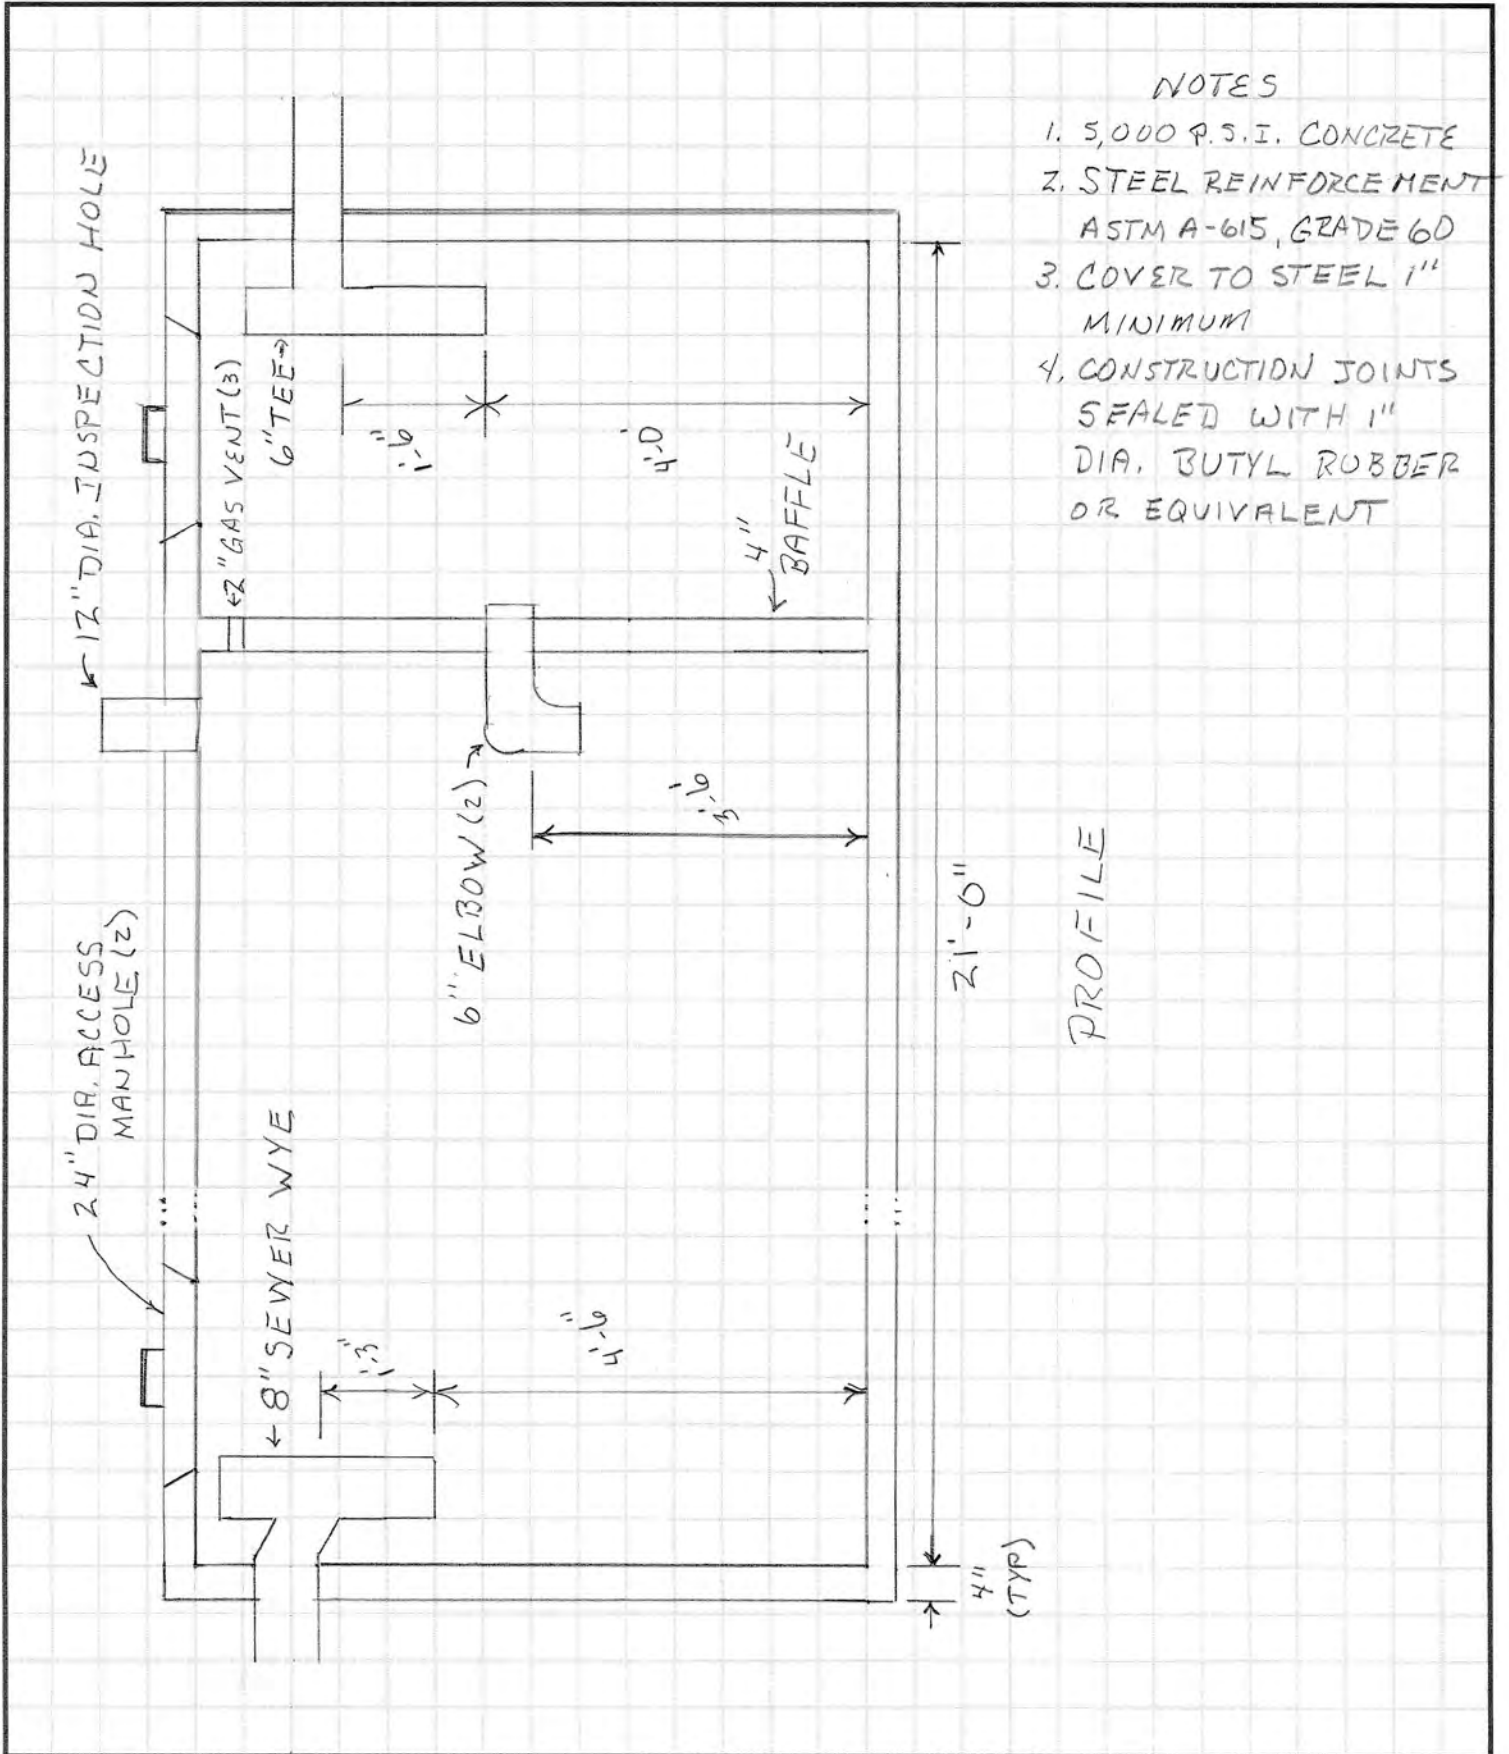 NOTES
1. 5,000 P.S.I. CONCRETE
2. STEEL REINFORCEMENT
ASTM A-615, GRADE 60
3. COVER TO STEEL 1"
MINIMUM
4. CONSTRUCTION JOINTS
SEALED WITH 1"
DIA. BUTYL RUBBER
OR EQUIVALENT
12" DIA. INSPECTION HOLE
2" GAS VENT (3)
6" TEE
1'-6"
4'-0
4"
BAFFLE
6" ELBOW (2)
3'-6"
24" DIA. ACCESS
MANHOLE (2)
8" SEWER WYE
1'-3"
4'-6"
21'-0"
4"
(TYP)
PROFILE